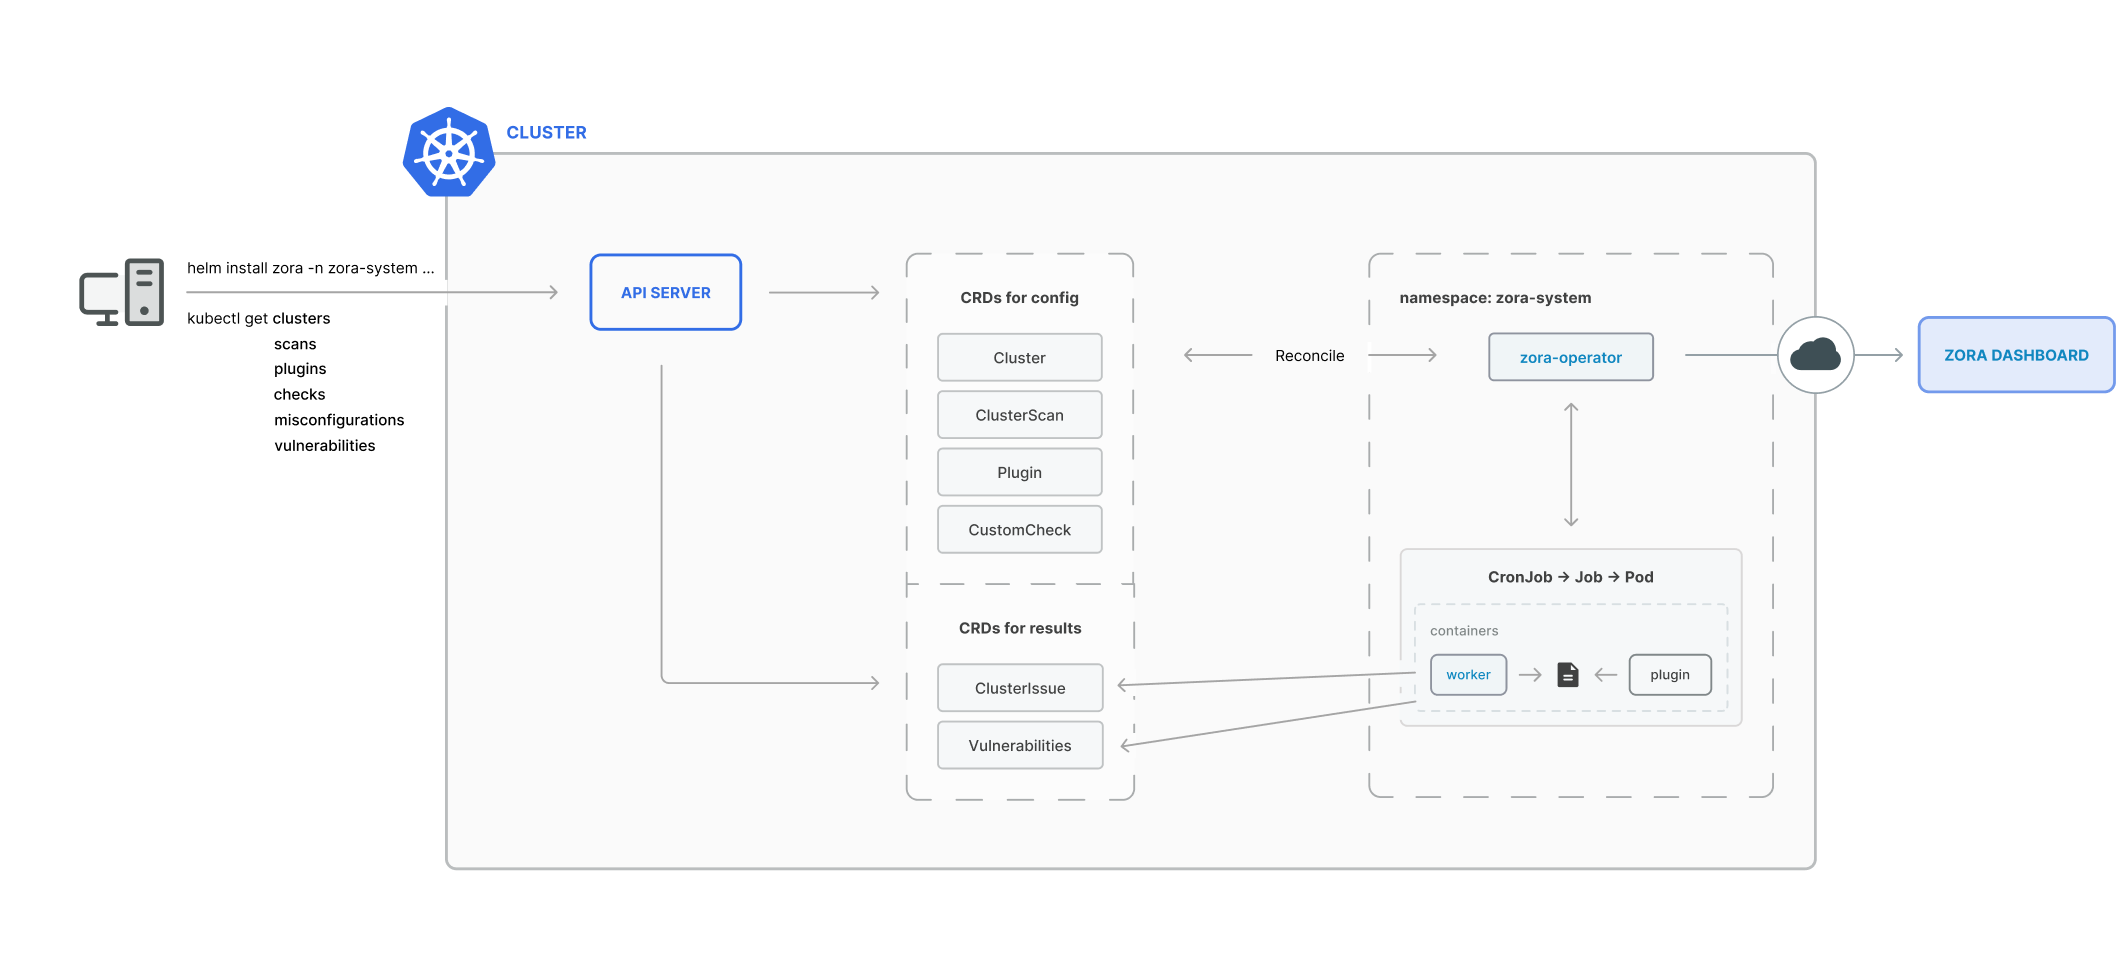 CLUSTER
helm install zora -n zora-system ...
kubectl get clusters
scans
plugins
checks
misconfigurations
vulnerabilities
API SERVER
CRDs for config
Cluster
ClusterScan
Plugin
CustomCheck
CRDs for results
ClusterIssue
Vulnerabilities
Reconcile
namespace: zora-system
zora-operator
CronJob → Job → Pod
containers
worker
plugin
ZORA DASHBOARD